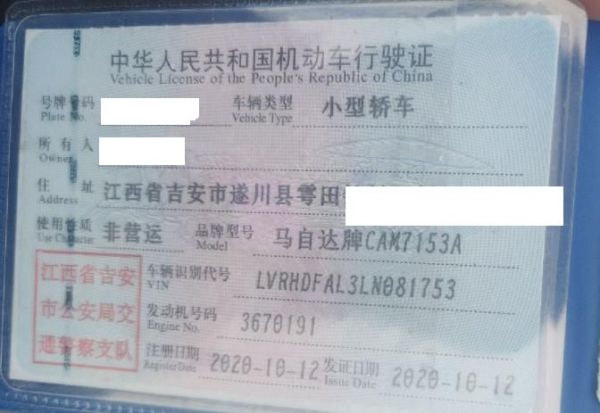 中华人民共和国机动车行驶证
Vehicle License of the People's Republic of China
号牌号码 车辆类型 小型轿车
Plate No. Vehicle Type
所有人
Owner
住址 江西省吉安市遂川县雩田
Address
使用性质 非营运 品牌型号 马自达牌CAM7153A
Use Character Model
江西省吉安
市公安局交
通警察支队
车辆识别代号 LVRHDFAL3LN081753
VIN
发动机号码 3670191
Engine No.
注册日期 2020-10-12 发证日期 2020-10-12
Register Date Issue Date